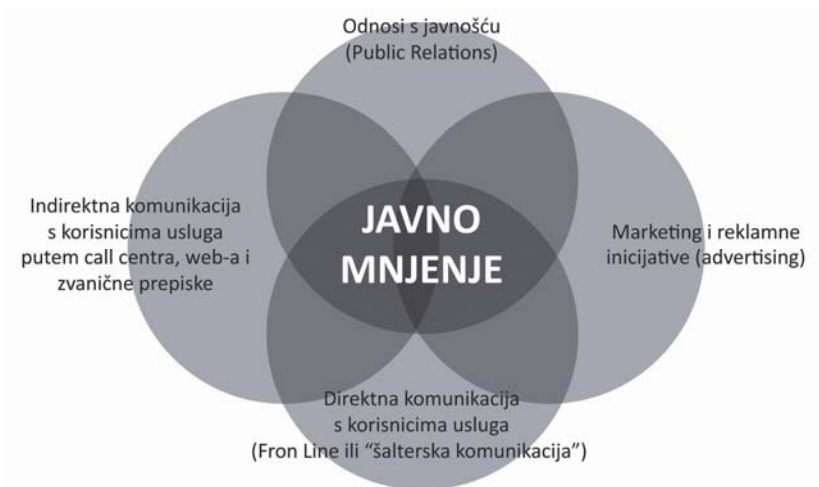 Odnosi s javnošću
(Public Relations)
Indirektna komunikacija
s korisnicima usluga
putem call centra, web-a i
zvanične prepiske
JAVNO
MNJENJE
Marketing i reklamne
inicijative (advertising)
Direktna komunikacija
s korisnicima usluga
(Fron Line ili “šalterska komunikacija”)